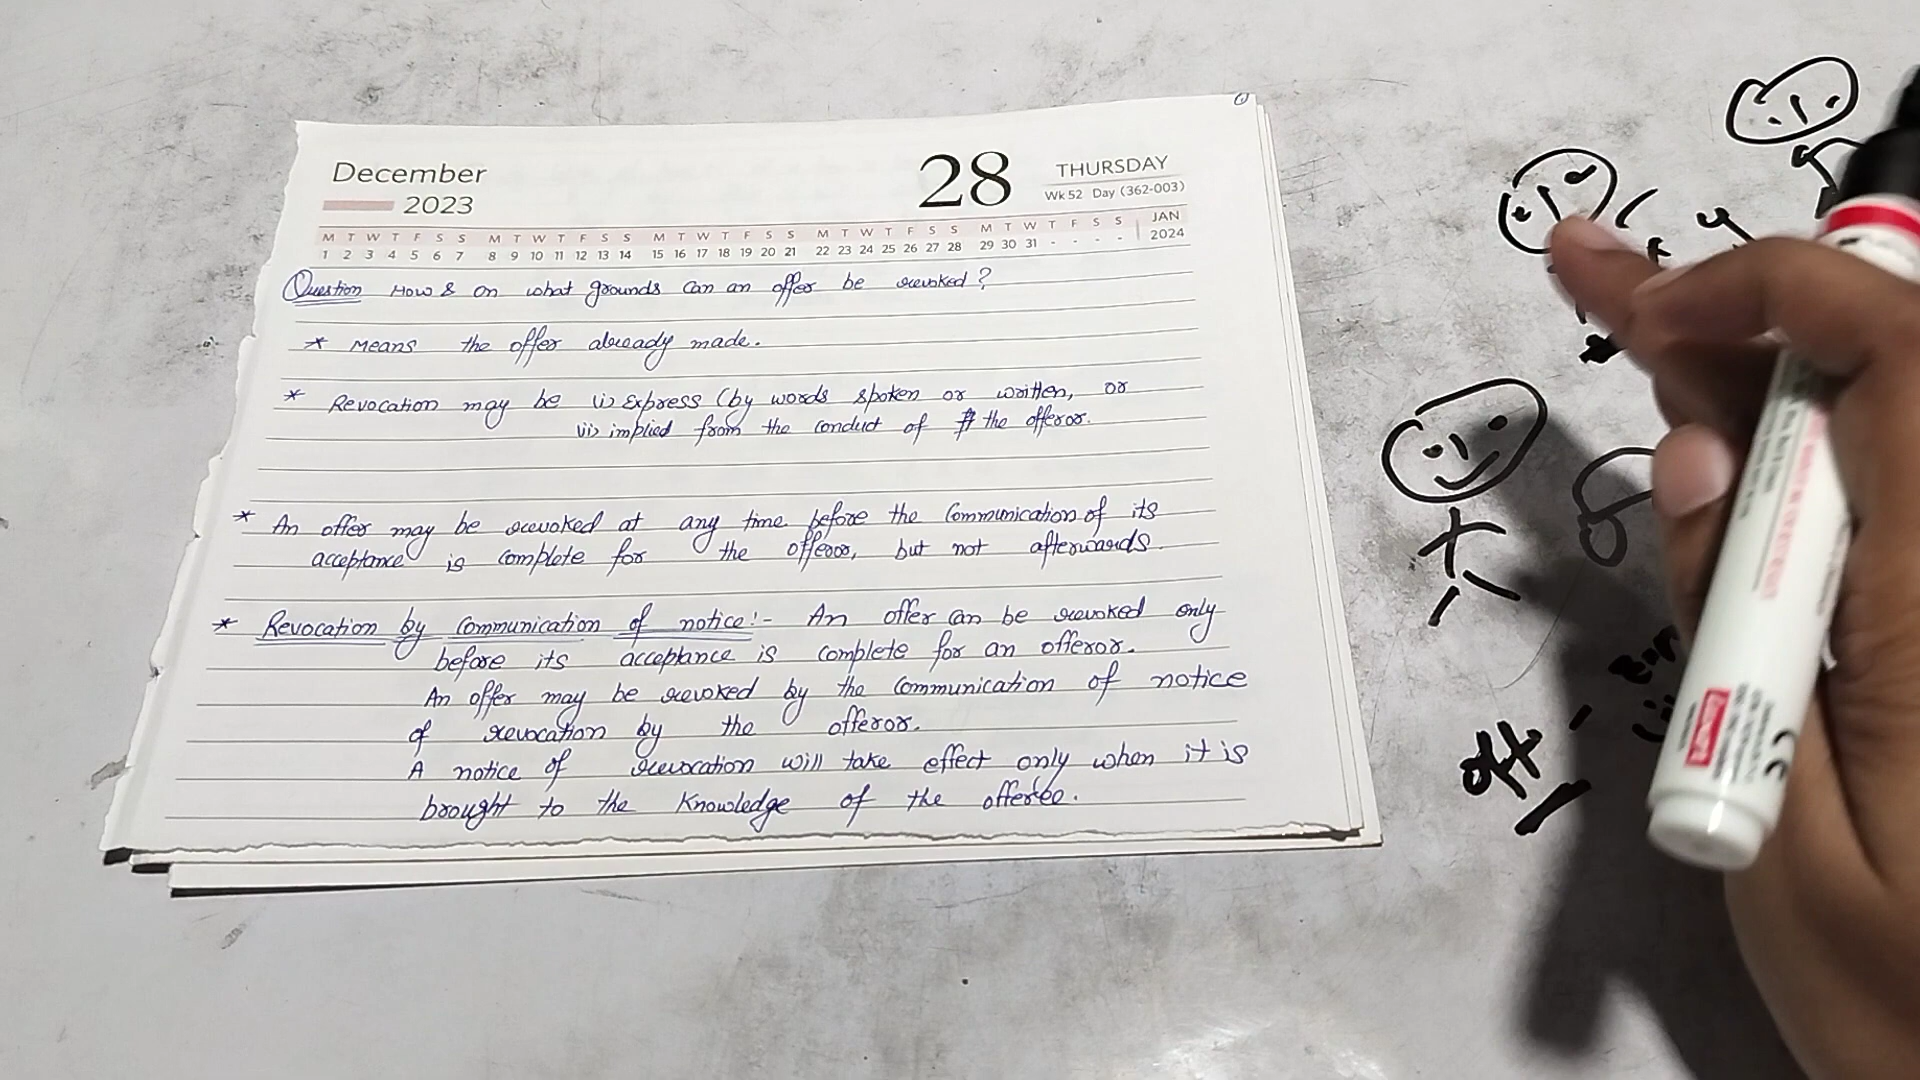 December
2023
28
THURSDAY
Wk 52 Day (362-003)
M T W T F S S M T W T F S S M T W T F S S M T W T F S S M T W T F S S JAN
1 2 3 4 5 6 7 8 9 10 11 12 13 14 15 16 17 18 19 20 21 22 23 24 25 26 27 28 29 30 31 - - - - 2024
Question How & on what grounds can an offer be revoked?
* Means the offer already made.
* Revocation may be (i) Express (by words spoken or written, or
(ii) implied from the conduct of the offeror.
* An offer may be revoked at any time before the communication of its
acceptance is complete for the offeror, but not afterwards.
* Revocation by communication of notice:- An offer can be revoked only
before its acceptance is complete for an offeror.
An offer may be revoked by the communication of notice
of revocation by the offeror.
A notice of revocation will take effect only when it is
brought to the knowledge of the offeree.